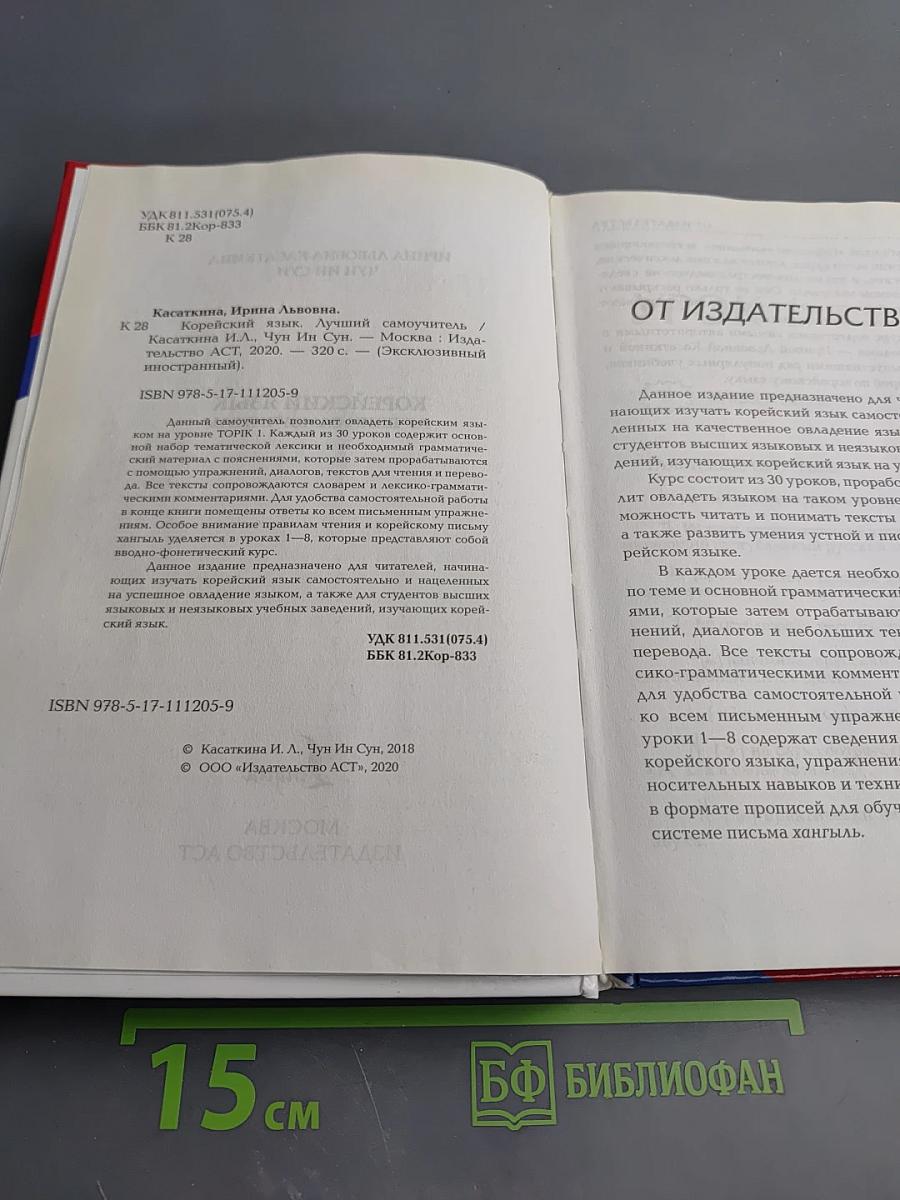 УДК 811.531(075.4)
ББК 81.2Кор-833
К 28
Касаткина, Ирина Львовна.
К 28 Корейский язык. Лучший самоучитель /
Касаткина И.Л., Чун Ин Сун. — Москва : Изда-
тельство АСТ, 2020. — 320 с. — (Эксклюзивный
иностранный).
ISBN 978-5-17-111205-9
Данный самоучитель позволит овладеть корейским язы-
ком на уровне TOPIK 1. Каждый из 30 уроков содержит основ-
ной набор тематической лексики и необходимый граммати-
ческий материал с пояснениями, которые затем прорабатываются
с помощью упражнений, диалогов, текстов для чтения и перево-
да. Все тексты сопровождаются словарем и лексико-граммати-
ческими комментариями. Для удобства самостоятельной работы
в конце книги помещены ответы ко всем письменным упражне-
ниям. Особое внимание правилам чтения и корейскому письму
хангыль уделяется в уроках 1—8, которые представляют собой
вводно-фонетический курс.
Данное издание предназначено для читателей, начина-
ющих изучать корейский язык самостоятельно и нацеленных
на успешное овладение языком, а также для студентов высших
языковых и неязыковых учебных заведений, изучающих корей-
ский язык.
УДК 811.531(075.4)
ББК 81.2Кор-833
ISBN 978-5-17-111205-9
© Касаткина И. Л., Чун Ин Сун, 2018
© ООО «Издательство АСТ», 2020
ОТ ИЗДАТЕЛЬСТВ
Данное издание предназначено для ч
нающих изучать корейский язык самост
ленных на качественное овладение язы
студентов высших языковых и неязыков
дений, изучающих корейский язык на у
Курс состоит из 30 уроков, прорабо
лит овладеть языком на таком уровне
можность читать и понимать тексты
а также развить умения устной и пис
рейском языке.
В каждом уроке дается необхо
по теме и основной грамматический
ями, которые затем отрабатываю
нений, диалогов и небольших те
перевода. Все тексты сопровожд
сико-грамматическими коммент
для удобства самостоятельной
ко всем письменным упражне
уроки 1—8 содержат сведения
корейского языка, упражнения
носительных навыков и техни
в формате прописей для обуч
системе письма хангыль.
15 см
БФ БИБЛИОФАН